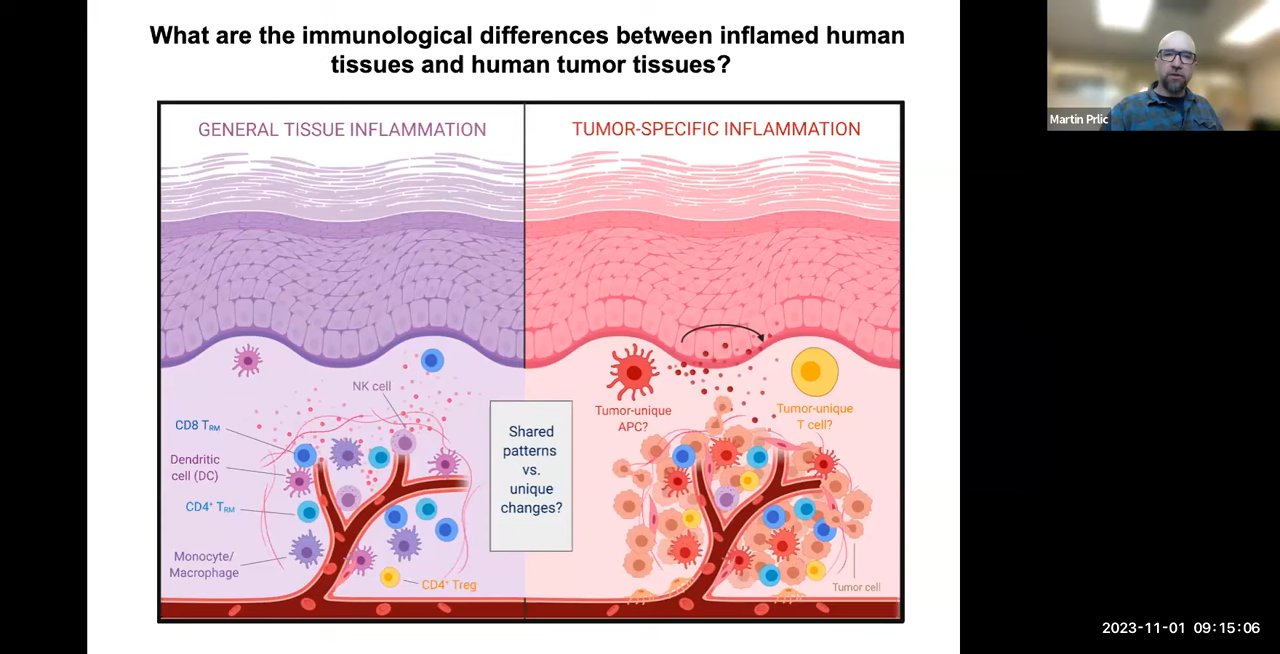 What are the immunological differences between inflamed human
tissues and human tumor tissues?
Martin Prlic
GENERAL TISSUE INFLAMMATION
TUMOR-SPECIFIC INFLAMMATION
NK cell
CD8 TRM
Dendritic
cell (DC)
CD4⁺ TRM
Monocyte/
Macrophage
CD4⁺ Treg
Shared
patterns
vs.
unique
changes?
Tumor-unique
APC?
Tumor-unique
T cell?
Tumor cell
2023-11-01 09:15:06